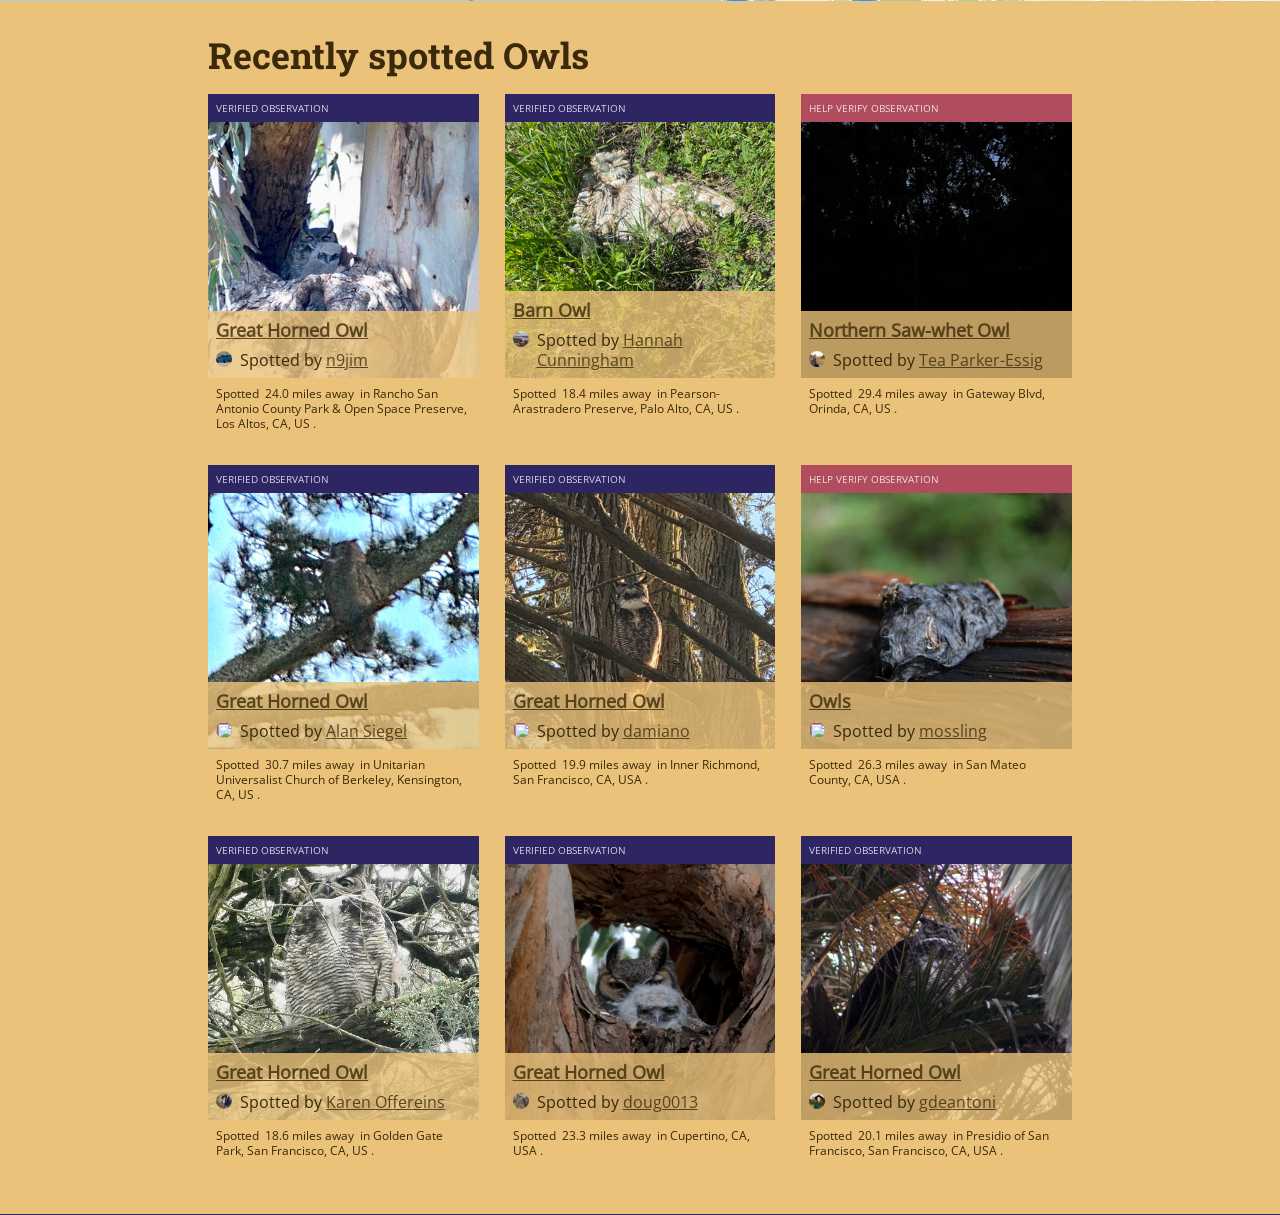 Recently spotted Owls
VERIFIED OBSERVATION
Great Horned Owl
Spotted by n9jim
Spotted 24.0 miles away in Rancho San
Antonio County Park & Open Space Preserve,
Los Altos, CA, US .
VERIFIED OBSERVATION
Barn Owl
Spotted by Hannah
Cunningham
Spotted 18.4 miles away in Pearson-
Arastradero Preserve, Palo Alto, CA, US .
HELP VERIFY OBSERVATION
Northern Saw-whet Owl
Spotted by Tea Parker-Essig
Spotted 29.4 miles away in Gateway Blvd,
Orinda, CA, US .
VERIFIED OBSERVATION
Great Horned Owl
Spotted by Alan Siegel
Spotted 30.7 miles away in Unitarian
Universalist Church of Berkeley, Kensington,
CA, US .
VERIFIED OBSERVATION
Great Horned Owl
Spotted by damiano
Spotted 19.9 miles away in Inner Richmond,
San Francisco, CA, USA .
HELP VERIFY OBSERVATION
Owls
Spotted by mossling
Spotted 26.3 miles away in San Mateo
County, CA, USA .
VERIFIED OBSERVATION
Great Horned Owl
Spotted by Karen Offereins
Spotted 18.6 miles away in Golden Gate
Park, San Francisco, CA, US .
VERIFIED OBSERVATION
Great Horned Owl
Spotted by doug0013
Spotted 23.3 miles away in Cupertino, CA,
USA .
VERIFIED OBSERVATION
Great Horned Owl
Spotted by gdeantoni
Spotted 20.1 miles away in Presidio of San
Francisco, San Francisco, CA, USA .